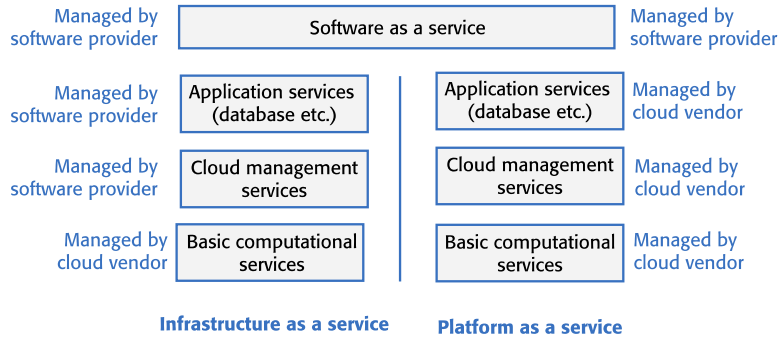 Managed by
software provider
Software as a service
Managed by
software provider
Managed by
software provider
Application services
(database etc.)
Application services
(database etc.)
Managed by
cloud vendor
Managed by
software provider
Cloud management
services
Cloud management
services
Managed by
cloud vendor
Managed by
cloud vendor
Basic computational
services
Basic computational
services
Managed by
cloud vendor
Infrastructure as a service
Platform as a service